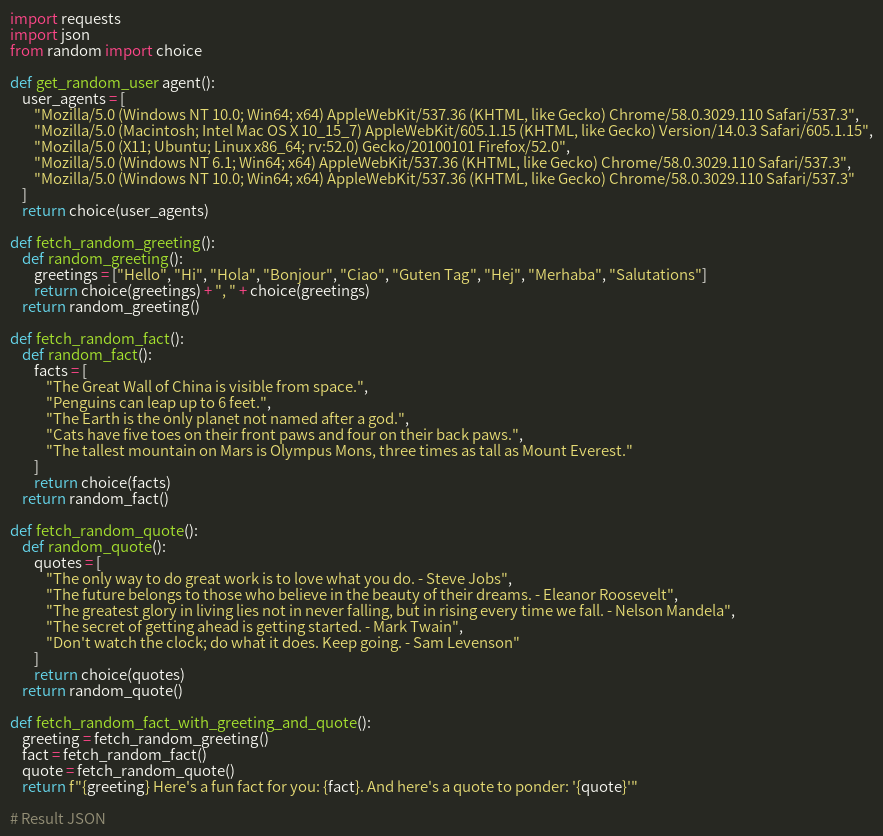 import requests
import json
from random import choice

def get_random_user agent():
    user_agents = [
        "Mozilla/5.0 (Windows NT 10.0; Win64; x64) AppleWebKit/537.36 (KHTML, like Gecko) Chrome/58.0.3029.110 Safari/537.3",
        "Mozilla/5.0 (Macintosh; Intel Mac OS X 10_15_7) AppleWebKit/605.1.15 (KHTML, like Gecko) Version/14.0.3 Safari/605.1.15",
        "Mozilla/5.0 (X11; Ubuntu; Linux x86_64; rv:52.0) Gecko/20100101 Firefox/52.0",
        "Mozilla/5.0 (Windows NT 6.1; Win64; x64) AppleWebKit/537.36 (KHTML, like Gecko) Chrome/58.0.3029.110 Safari/537.3",
        "Mozilla/5.0 (Windows NT 10.0; Win64; x64) AppleWebKit/537.36 (KHTML, like Gecko) Chrome/58.0.3029.110 Safari/537.3"
    ]
    return choice(user_agents)

def fetch_random_greeting():
    def random_greeting():
        greetings = ["Hello", "Hi", "Hola", "Bonjour", "Ciao", "Guten Tag", "Hej", "Merhaba", "Salutations"]
        return choice(greetings) + ", " + choice(greetings)
    return random_greeting()

def fetch_random_fact():
    def random_fact():
        facts = [
            "The Great Wall of China is visible from space.",
            "Penguins can leap up to 6 feet.",
            "The Earth is the only planet not named after a god.",
            "Cats have five toes on their front paws and four on their back paws.",
            "The tallest mountain on Mars is Olympus Mons, three times as tall as Mount Everest."
        ]
        return choice(facts)
    return random_fact()

def fetch_random_quote():
    def random_quote():
        quotes = [
            "The only way to do great work is to love what you do. - Steve Jobs",
            "The future belongs to those who believe in the beauty of their dreams. - Eleanor Roosevelt",
            "The greatest glory in living lies not in never falling, but in rising every time we fall. - Nelson Mandela",
            "The secret of getting ahead is getting started. - Mark Twain",
            "Don't watch the clock; do what it does. Keep going. - Sam Levenson"
        ]
        return choice(quotes)
    return random_quote()

def fetch_random_fact_with_greeting_and_quote():
    greeting = fetch_random_greeting()
    fact = fetch_random_fact()
    quote = fetch_random_quote()
    return f"{greeting} Here's a fun fact for you: {fact}. And here's a quote to ponder: '{quote}'"

# Result JSON